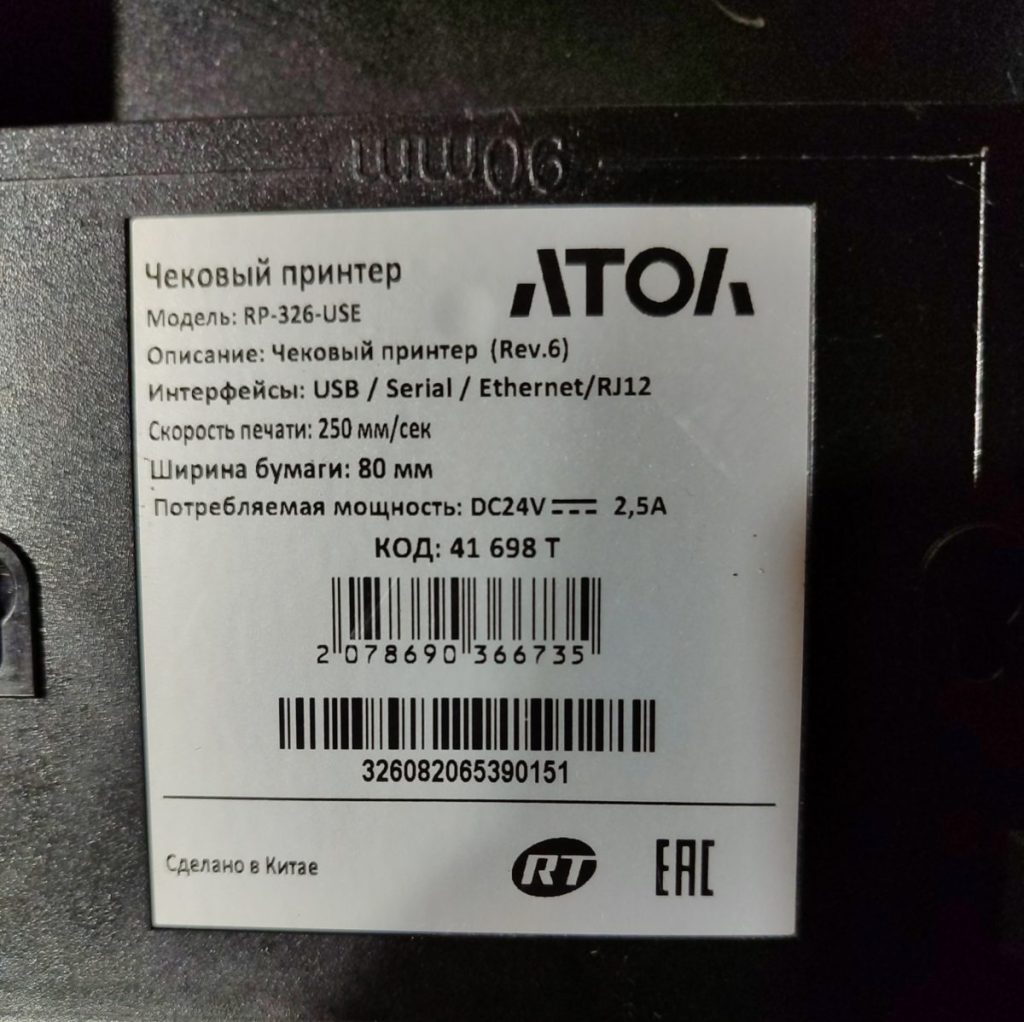 90mm
Чековый принтер
АТОЛ
Модель: RP-326-USE
Описание: Чековый принтер (Rev.6)
Интерфейсы: USB / Serial / Ethernet/RJ12
Скорость печати: 250 мм/сек
Ширина бумаги: 80 мм
Потребляемая мощность: DC24V ⎓ 2,5А
КОД: 41 698 Т
2 078690 366735
326082065390151
Сделано в Китае
RT
EAC